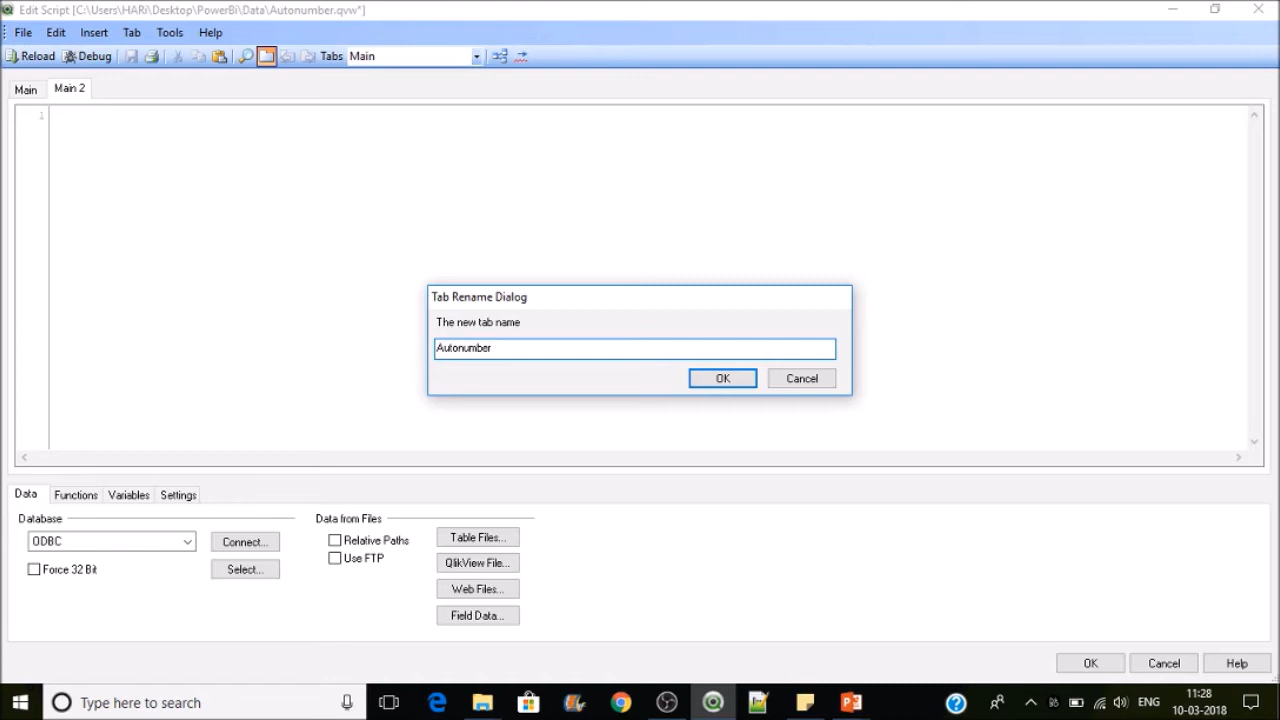 Edit Script [C:\Users\HARi\Desktop\PowerBi\Data\Autonumber.qvw*]
File Edit Insert Tab Tools Help
Reload Debug Tabs Main
Main Main 2
1
Tab Rename Dialog
The new tab name
Autonumber
OK Cancel
Data Functions Variables Settings
Database Data from Files
ODBC Connect... Relative Paths Table Files...
Use FTP QlikView File...
Force 32 Bit Select... Web Files...
Field Data...
OK Cancel Help
Type here to search
ENG
11:28
10-03-2018